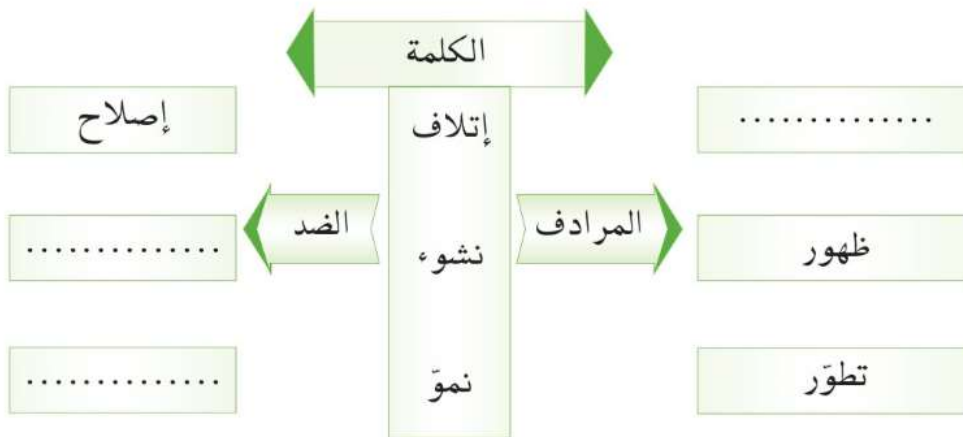 الكلمة
.............. إتلاف إصلاح
المرادف الضد
ظهور نشوء ..............
تطوّر نموّ ..............